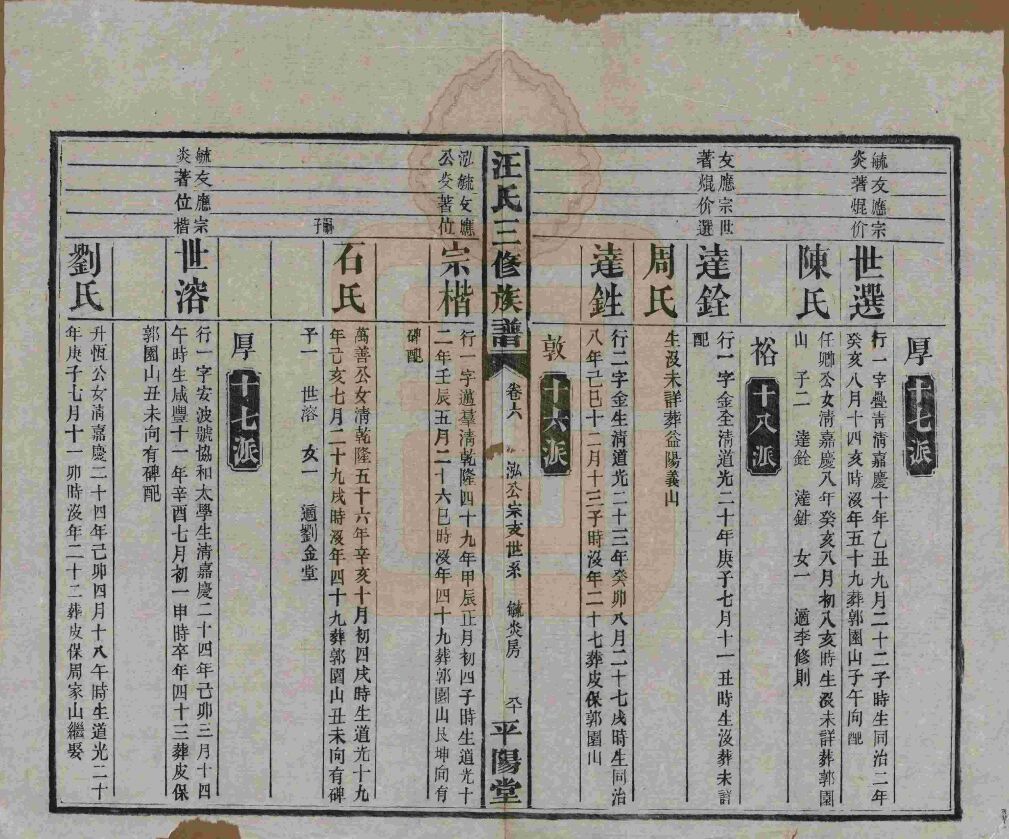 厚
十七派
毓友應宗
炎著焜价
世選
行一字疊青清嘉慶十年乙丑九月二十二子時生同治二年
癸亥八月十四亥時沒年五十九葬郭園山子午向配
陳氏
任卿公女清嘉慶八年癸亥八月初八亥時生沒未詳葬郭園
山 子二 達銓 達鉎 女一 適李修則
裕
十八派
友應宗世
著焜价選
達銓
行一字金全清道光二十年庚子七月十一丑時生沒葬未詳
配
周氏
生沒未詳葬益陽義山
達鉎
行二字金生清道光二十三年癸卯八月二十七戌時生同治
八年己巳十二月十三子時沒年二十七葬皮保郭園山
敦
十六派
汪氏三修族譜
卷六
泓公宗支世系
毓炎房
平陽堂
泓毓友應
公炎著位
宗楷
行一字邁羣清乾隆四十九年甲辰正月初四子時生道光十
二年壬辰五月二十六巳時沒年四十九葬郭園山艮坤向有
碑配
嗣子
石氏
萬善公女清乾隆五十六年辛亥十月初四戌時生道光十九
年己亥七月二十九戌時沒年四十九葬郭園山丑未向有碑
子一 世溶 女一 適劉金堂
厚
十七派
毓友應宗
炎著位楷
世溶
行一字安波號協和太學生清嘉慶二十四年己卯三月十四
午時生咸豐十一年辛酉七月初一申時卒年四十三葬皮保
郭園山丑未向有碑配
劉氏
升恆公女清嘉慶二十四年己卯四月十八午時生道光二十
年庚子七月十一卯時沒年二十二葬皮保周家山繼娶